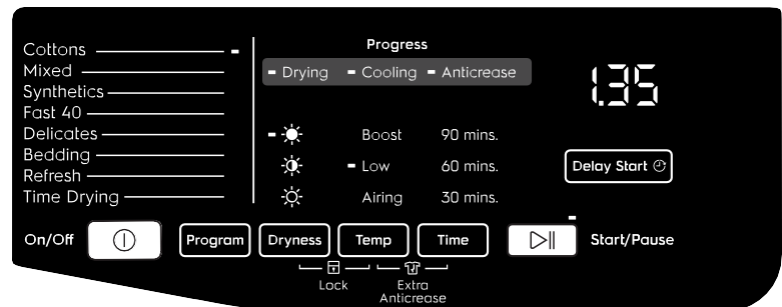 Cottons
Mixed
Synthetics
Fast 40
Delicates
Bedding
Refresh
Time Drying
Progress
Drying Cooling Anticrease
Boost 90 mins.
Low 60 mins.
Airing 30 mins.
1.35
Delay Start
On/Off
Program
Dryness
Temp
Time
Start/Pause
Lock
Extra
Anticrease